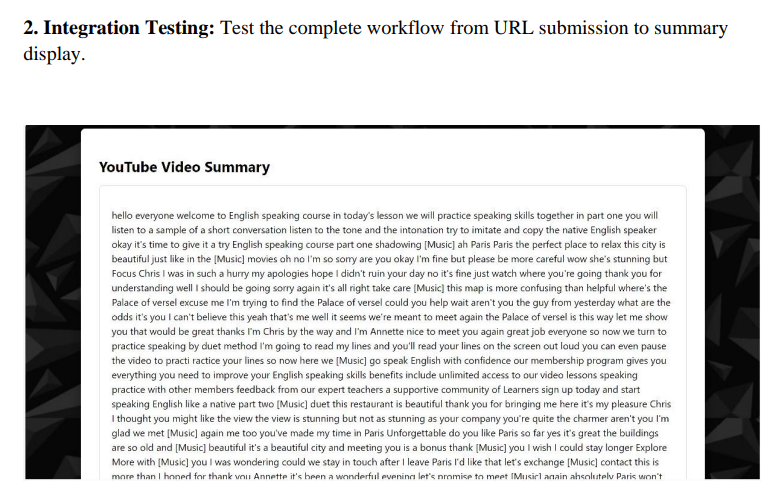 2. Integration Testing: Test the complete workflow from URL submission to summary
display.
YouTube Video Summary
hello everyone welcome to English speaking course in today's lesson we will practice speaking skills together in part one you will
listen to a sample of a short conversation listen to the tone and the intonation try to imitate and copy the native English speaker
okay it's time to give it a try English speaking course part one shadowing [Music] ah Paris Paris the perfect place to relax this city is
beautiful just like in the [Music] movies oh no I'm so sorry are you okay I'm fine but please be more careful wow she's stunning but
Focus Chris I was in such a hurry my apologies hope I didn't ruin your day no it's fine just watch where you're going thank you for
understanding well I should be going sorry again it's all right take care [Music] this map is more confusing than helpful where's the
Palace of versel excuse me I'm trying to find the Palace of versel could you help wait aren't you the guy from yesterday what are the
odds it's you I can't believe this yeah that's me well it seems we're meant to meet again the Palace of versel is this way let me show
you that would be great thanks I'm Chris by the way and I'm Annette nice to meet you again great job everyone so now we turn to
practice speaking by duet method I'm going to read my lines and you'll read your lines on the screen out loud you can even pause
the video to practi ractice your lines so now here we [Music] go speak English with confidence our membership program gives you
everything you need to improve your English speaking skills benefits include unlimited access to our video lessons speaking
practice with other members feedback from our expert teachers a supportive community of Learners sign up today and start
speaking English like a native part two [Music] duet this restaurant is beautiful thank you for bringing me here it's my pleasure Chris
I thought you might like the view the view is stunning but not as stunning as your company you're quite the charmer aren't you I'm
glad we met [Music] again me too you've made my time in Paris Unforgettable do you like Paris so far yes it's great the buildings
are so old and [Music] beautiful it's a beautiful city and meeting you is a bonus thank [Music] you I wish I could stay longer Explore
More with [Music] you I was wondering could we stay in touch after I leave Paris I'd like that let's exchange [Music] contact this is
more than I hoped for thank you Annette it's been a wonderful evening let's promise to meet [Music] again absolutely Paris won't